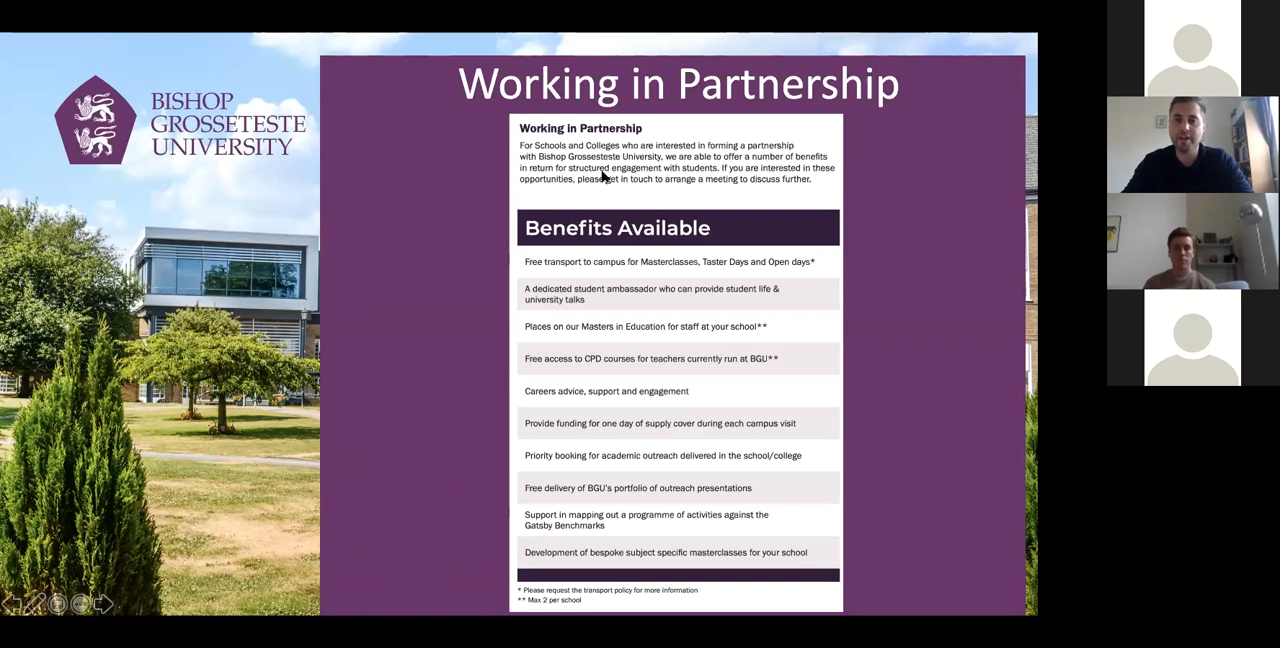 BISHOP
GROSSETESTE
UNIVERSITY
Working in Partnership
Working in Partnership
For Schools and Colleges who are interested in forming a partnership
with Bishop Grossesteste University, we are able to offer a number of benefits
in return for structured engagement with students. If you are interested in these
opportunities, please get in touch to arrange a meeting to discuss further.
Benefits Available
Free transport to campus for Masterclasses, Taster Days and Open days*
A dedicated student ambassador who can provide student life &
university talks
Places on our Masters in Education for staff at your school**
Free access to CPD courses for teachers currently run at BGU**
Careers advice, support and engagement
Provide funding for one day of supply cover during each campus visit
Priority booking for academic outreach delivered in the school/college
Free delivery of BGU's portfolio of outreach presentations
Support in mapping out a programme of activities against the
Gatsby Benchmarks
Development of bespoke subject specific masterclasses for your school
* Please request the transport policy for more information
** Max 2 per school